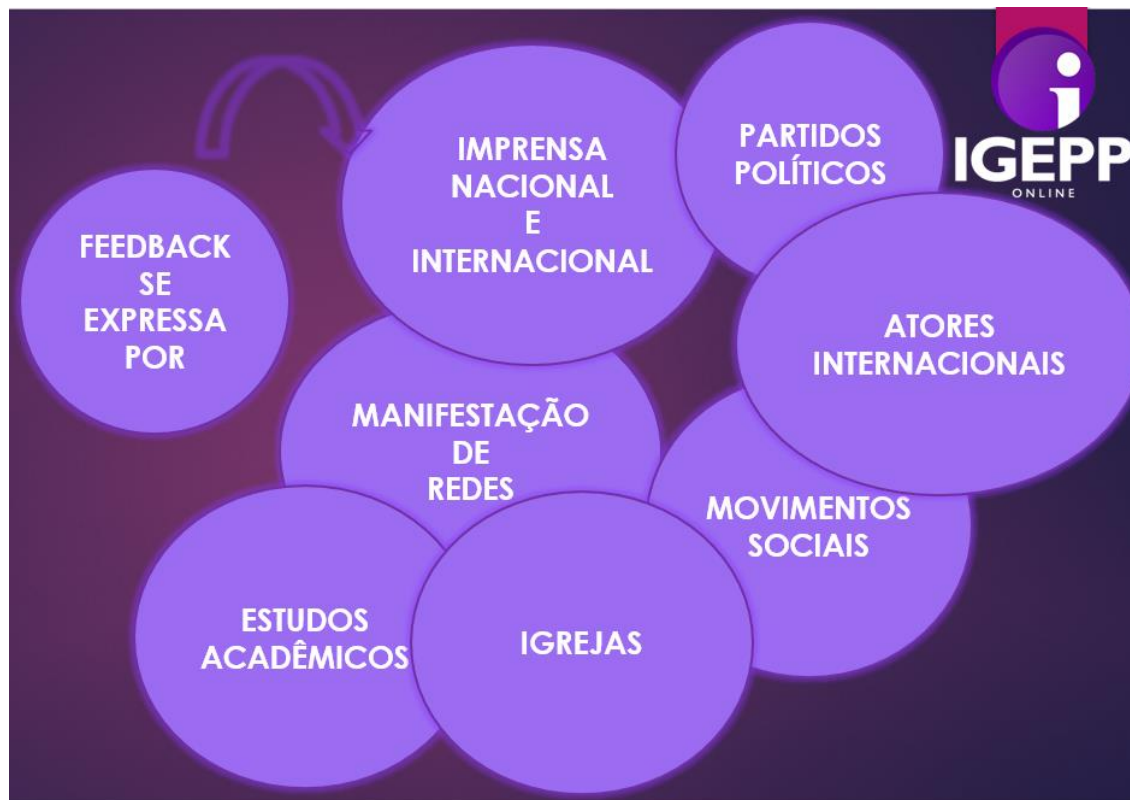 FEEDBACK
SE
EXPRESSA
POR
IMPRENSA
NACIONAL
E
INTERNACIONAL
PARTIDOS
POLÍTICOS
IGEPP
ONLINE
ATORES
INTERNACIONAIS
MANIFESTAÇÃO
DE
REDES
MOVIMENTOS
SOCIAIS
ESTUDOS
ACADÊMICOS
IGREJAS